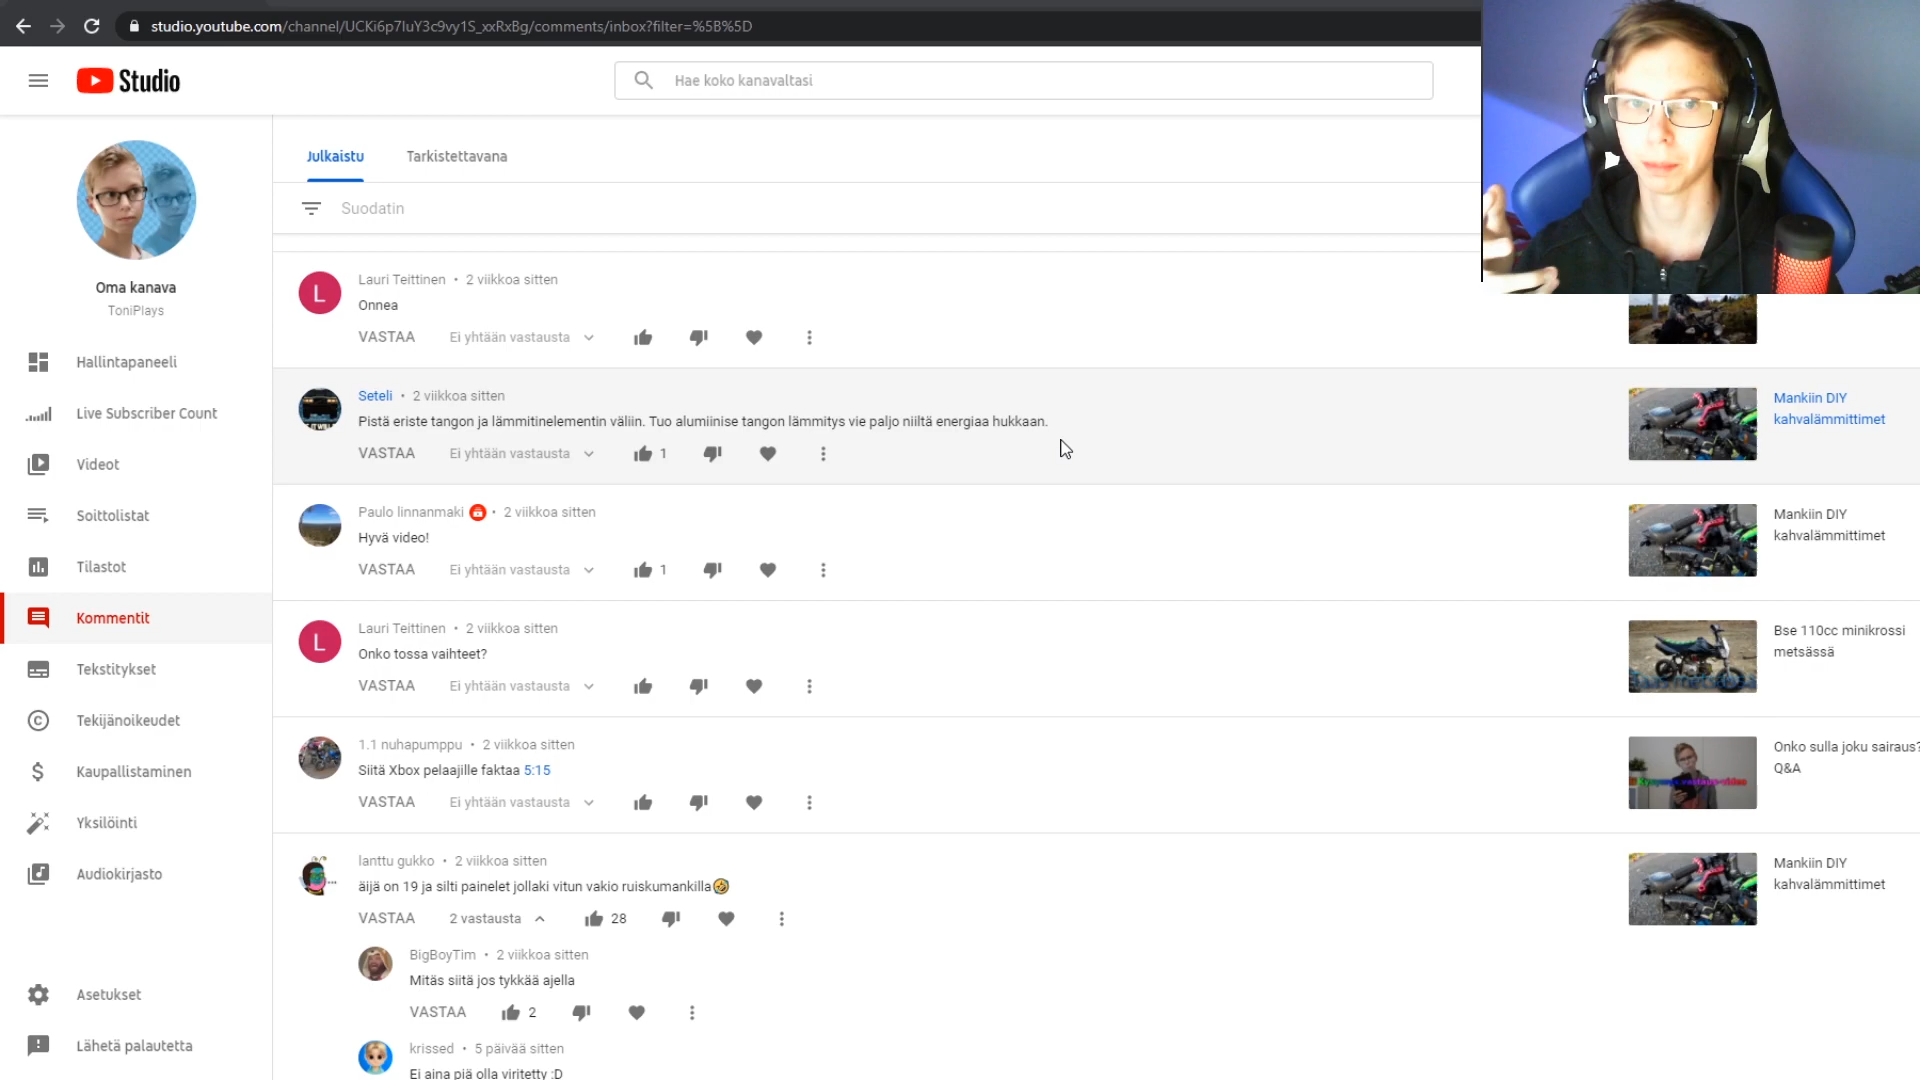 studio.youtube.com/channel/UCKi6p7IuY3c9vy1S_xxRxBg/comments/inbox?filter=%5B%5D
Studio
Hae koko kanavaltasi
Oma kanava
ToniPlays
Hallintapaneeli
Live Subscriber Count
Videot
Soittolistat
Tilastot
Kommentit
Tekstitykset
Tekijänoikeudet
Kaupallistaminen
Yksilöinti
Audiokirjasto
Asetukset
Lähetä palautetta
Julkaistu Tarkistettavana
Suodatin
L
Lauri Teittinen • 2 viikkoa sitten
Onnea
VASTAA Ei yhtään vastausta
Seteli • 2 viikkoa sitten
Pistä eriste tangon ja lämmitinelementin väliin. Tuo alumiinise tangon lämmitys vie paljo niiltä energiaa hukkaan.
VASTAA Ei yhtään vastausta 1
Mankiin DIY
kahvalämmittimet
Paulo linnanmaki • 2 viikkoa sitten
Hyvä video!
VASTAA Ei yhtään vastausta 1
Mankiin DIY
kahvalämmittimet
L
Lauri Teittinen • 2 viikkoa sitten
Onko tossa vaihteet?
VASTAA Ei yhtään vastausta
Bse 110cc minikrossi
metsässä
1.1 nuhapumppu • 2 viikkoa sitten
Siitä Xbox pelaajille faktaa 5:15
VASTAA Ei yhtään vastausta
Onko sulla joku sairaus?
Q&A
lanttu gukko • 2 viikkoa sitten
äijä on 19 ja silti painelet jollaki vitun vakio ruiskumankilla🤣
VASTAA 2 vastausta 28
Mankiin DIY
kahvalämmittimet
BigBoyTim • 2 viikkoa sitten
Mitäs siitä jos tykkää ajella
VASTAA 2
krissed • 5 päivää sitten
Ei aina piä olla viritetty :D